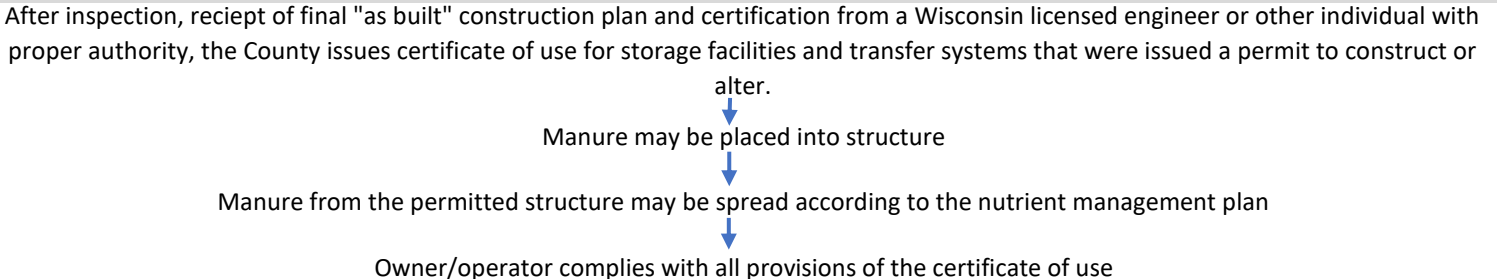 After inspection, reciept of final "as built" construction plan and certification from a Wisconsin licensed engineer or other individual with
proper authority, the County issues certificate of use for storage facilities and transfer systems that were issued a permit to construct or
alter.
Manure may be placed into structure
Manure from the permitted structure may be spread according to the nutrient management plan
Owner/operator complies with all provisions of the certificate of use